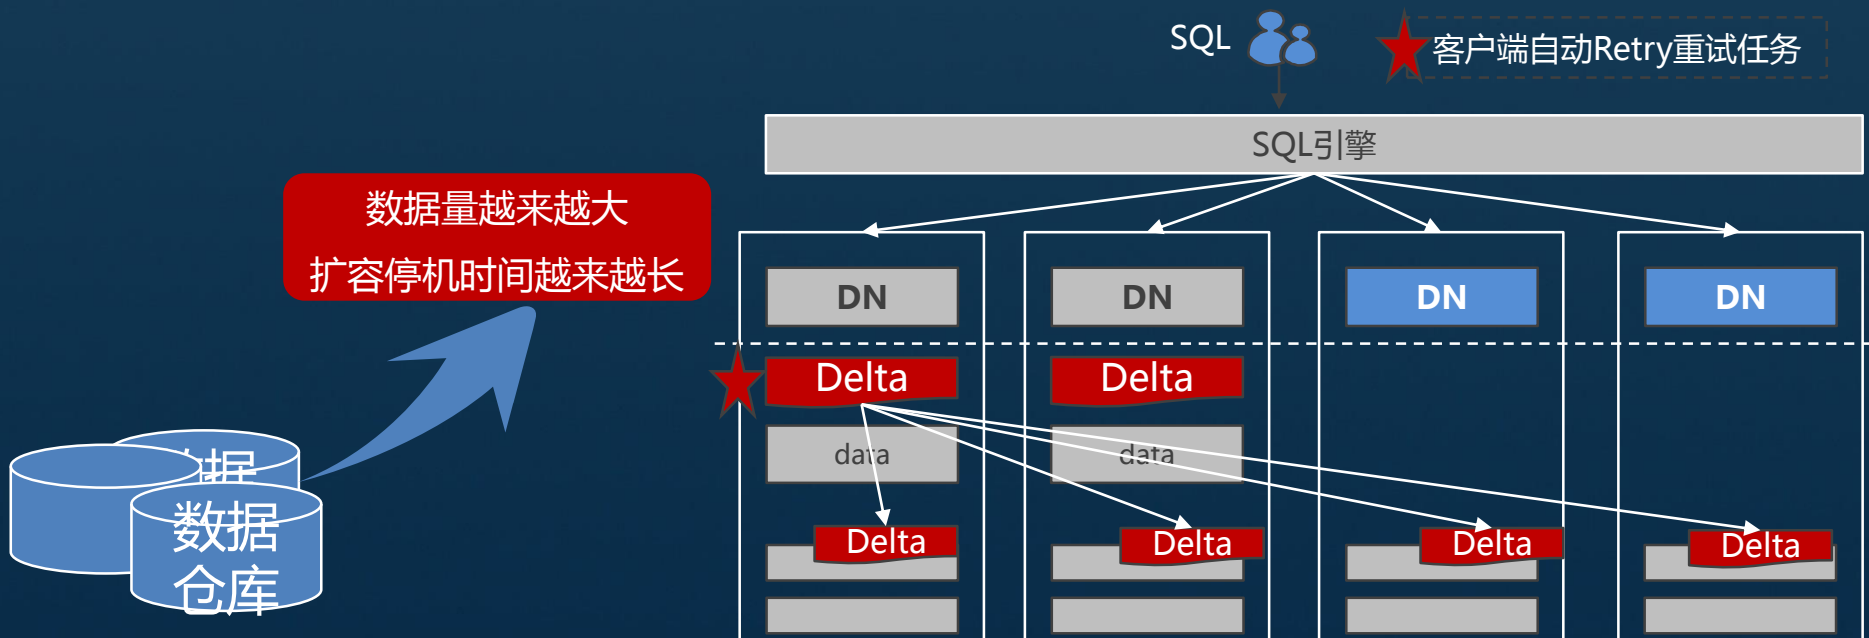 SQL
客户端自动Retry重试任务
SQL引擎
数据量越来越大
扩容停机时间越来越长
DN
DN
DN
DN
Delta
Delta
data
data
Delta
Delta
Delta
Delta
据
数据
仓库